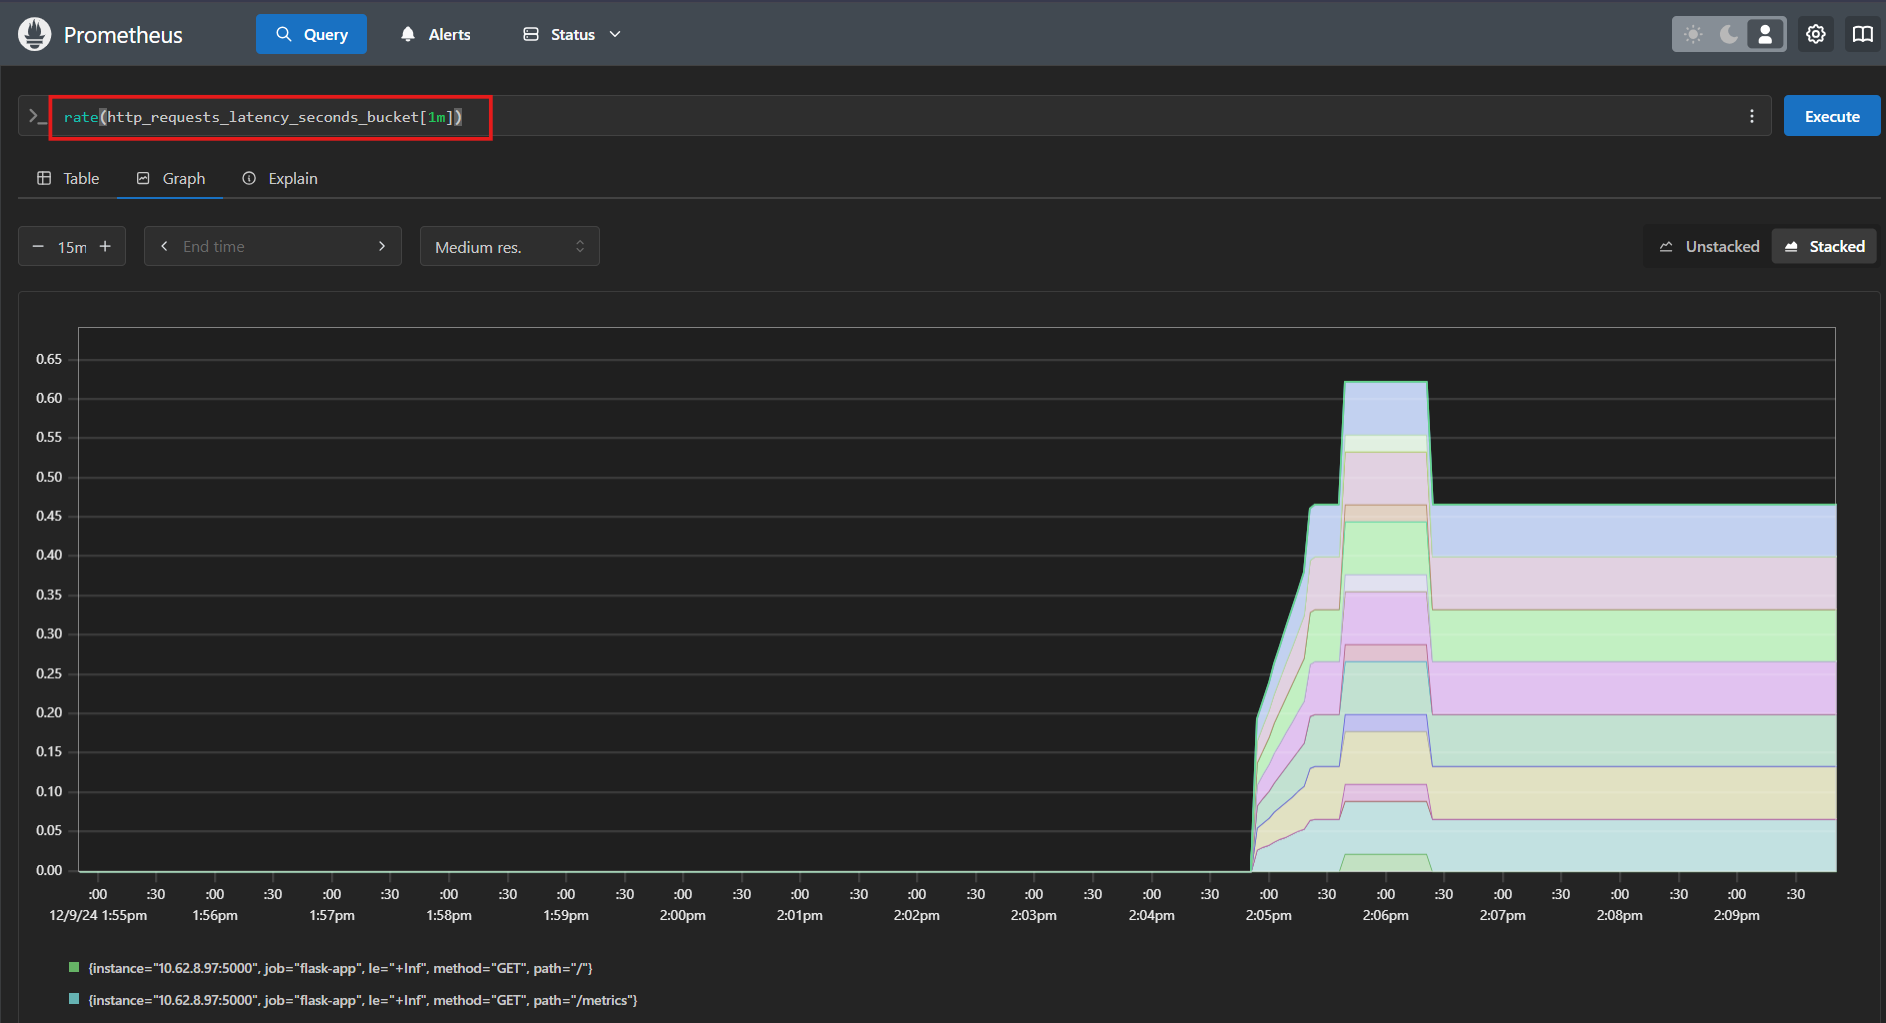 Prometheus Query Alerts Status
rate(http_requests_latency_seconds_bucket[1m]) Execute
Table Graph Explain
15m End time Medium res. Unstacked Stacked
0.65
0.60
0.55
0.50
0.45
0.40
0.35
0.30
0.25
0.20
0.15
0.10
0.05
0.00
:00 :30 :00 :30 :00 :30 :00 :30 :00 :30 :00 :30 :00 :30 :00 :30 :00 :30 :00 :30 :00 :30 :00 :30 :00 :30 :00 :30 :00 :30
12/9/24 1:55pm 1:56pm 1:57pm 1:58pm 1:59pm 2:00pm 2:01pm 2:02pm 2:03pm 2:04pm 2:05pm 2:06pm 2:07pm 2:08pm 2:09pm
{instance="10.62.8.97:5000", job="flask-app", le="+Inf", method="GET", path="/"}
{instance="10.62.8.97:5000", job="flask-app", le="+Inf", method="GET", path="/metrics"}